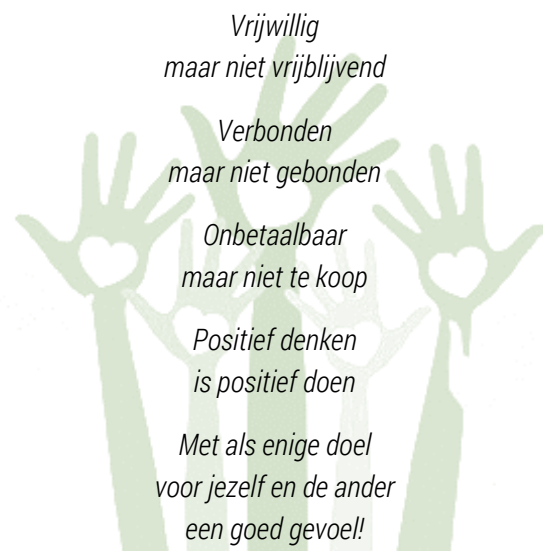 Vrijwillig
maar niet vrijblijvend
Verbonden
maar niet gebonden
Onbetaalbaar
maar niet te koop
Positief denken
is positief doen
Met als enige doel
voor jezelf en de ander
een goed gevoel!